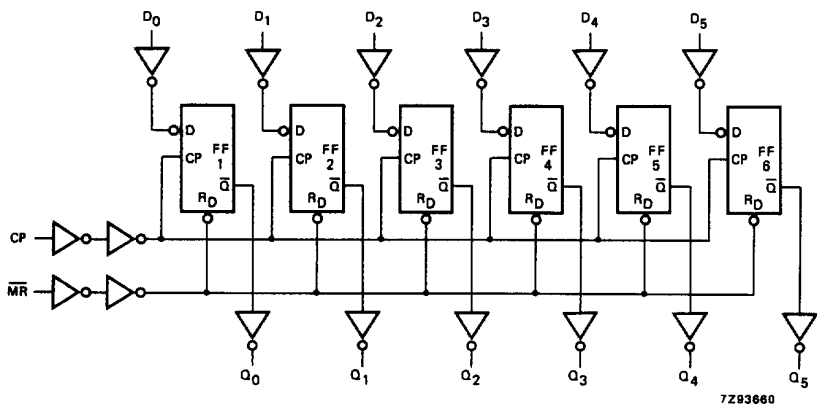 D0 D1 D2 D3 D4 D5
D D D D D D
CP FF 1 CP FF 2 CP FF 3 CP FF 4 CP FF 5 CP FF 6
Q̅ Q̅ Q̅ Q̅ Q̅ Q̅
RD RD RD RD RD RD
CP
M̅R̅
Q0 Q1 Q2 Q3 Q4 Q5
7Z93660